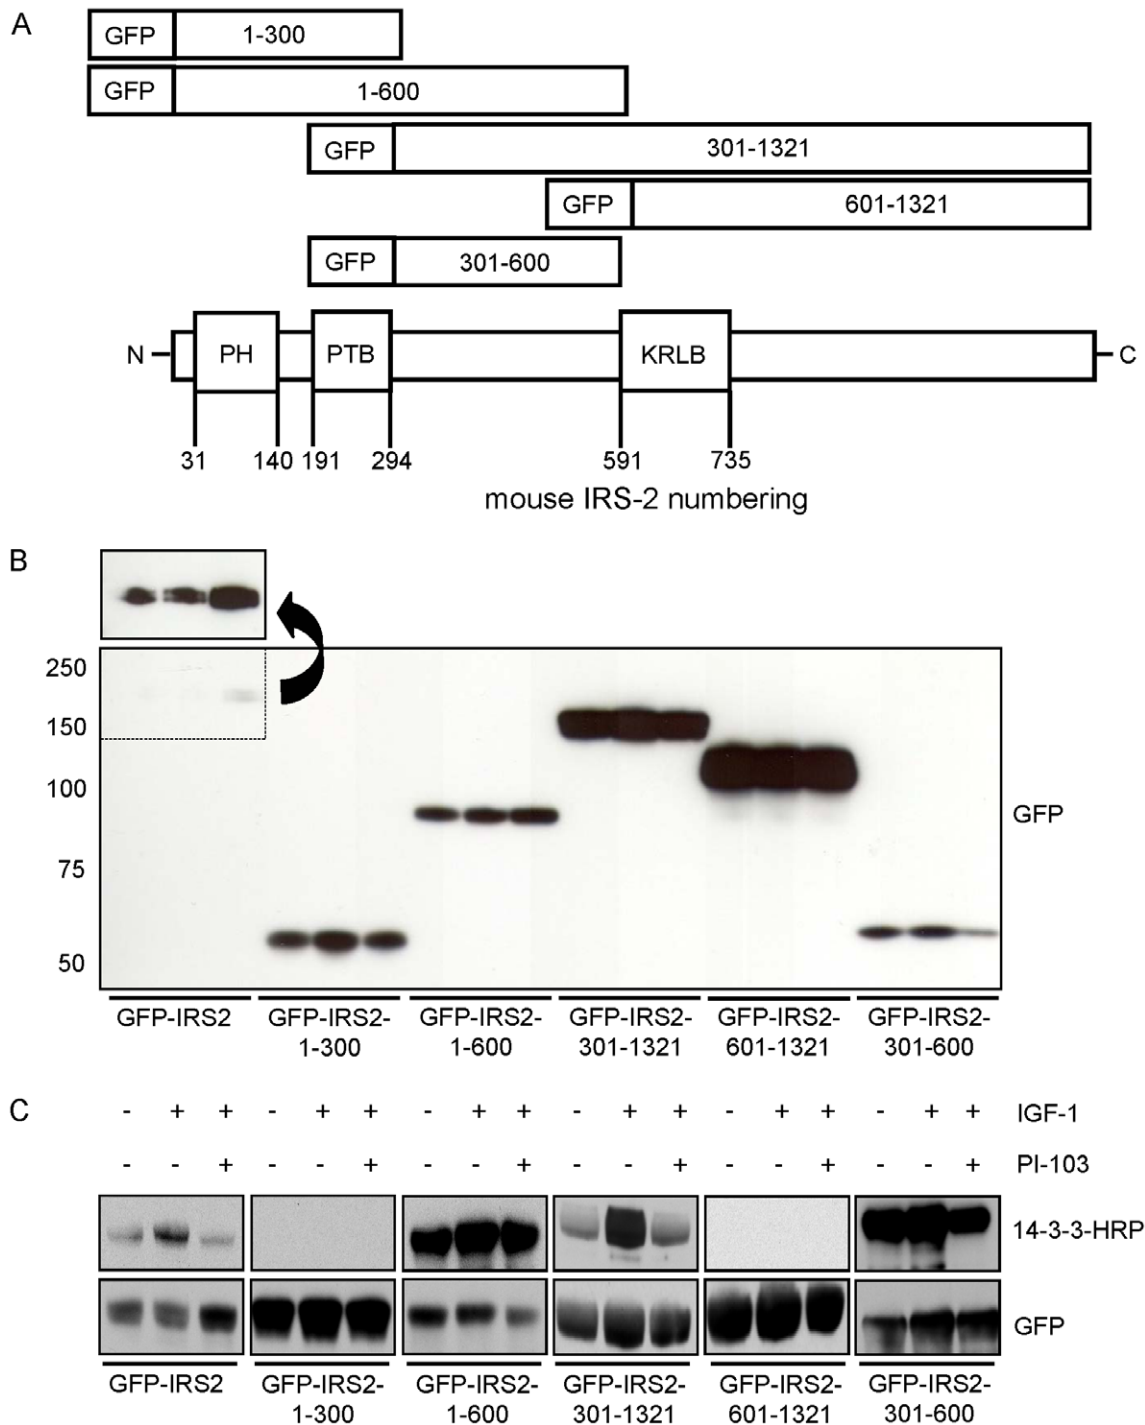 A
GFP 1-300
GFP 1-600
GFP 301-1321
GFP 601-1321
GFP 301-600
N PH PTB KRLB C
31 140 191 294 591 735
mouse IRS-2 numbering
B
250
150
100
GFP
75
50
GFP-IRS2 GFP-IRS2- GFP-IRS2- GFP-IRS2- GFP-IRS2- GFP-IRS2-
1-300 1-600 301-1321 601-1321 301-600
C
- + + - + + - + + - + + - + + - + + IGF-1
- - + - - + - - + - - + - - + - - + PI-103
14-3-3-HRP
GFP
GFP-IRS2 GFP-IRS2- GFP-IRS2- GFP-IRS2- GFP-IRS2- GFP-IRS2-
1-300 1-600 301-1321 601-1321 301-600